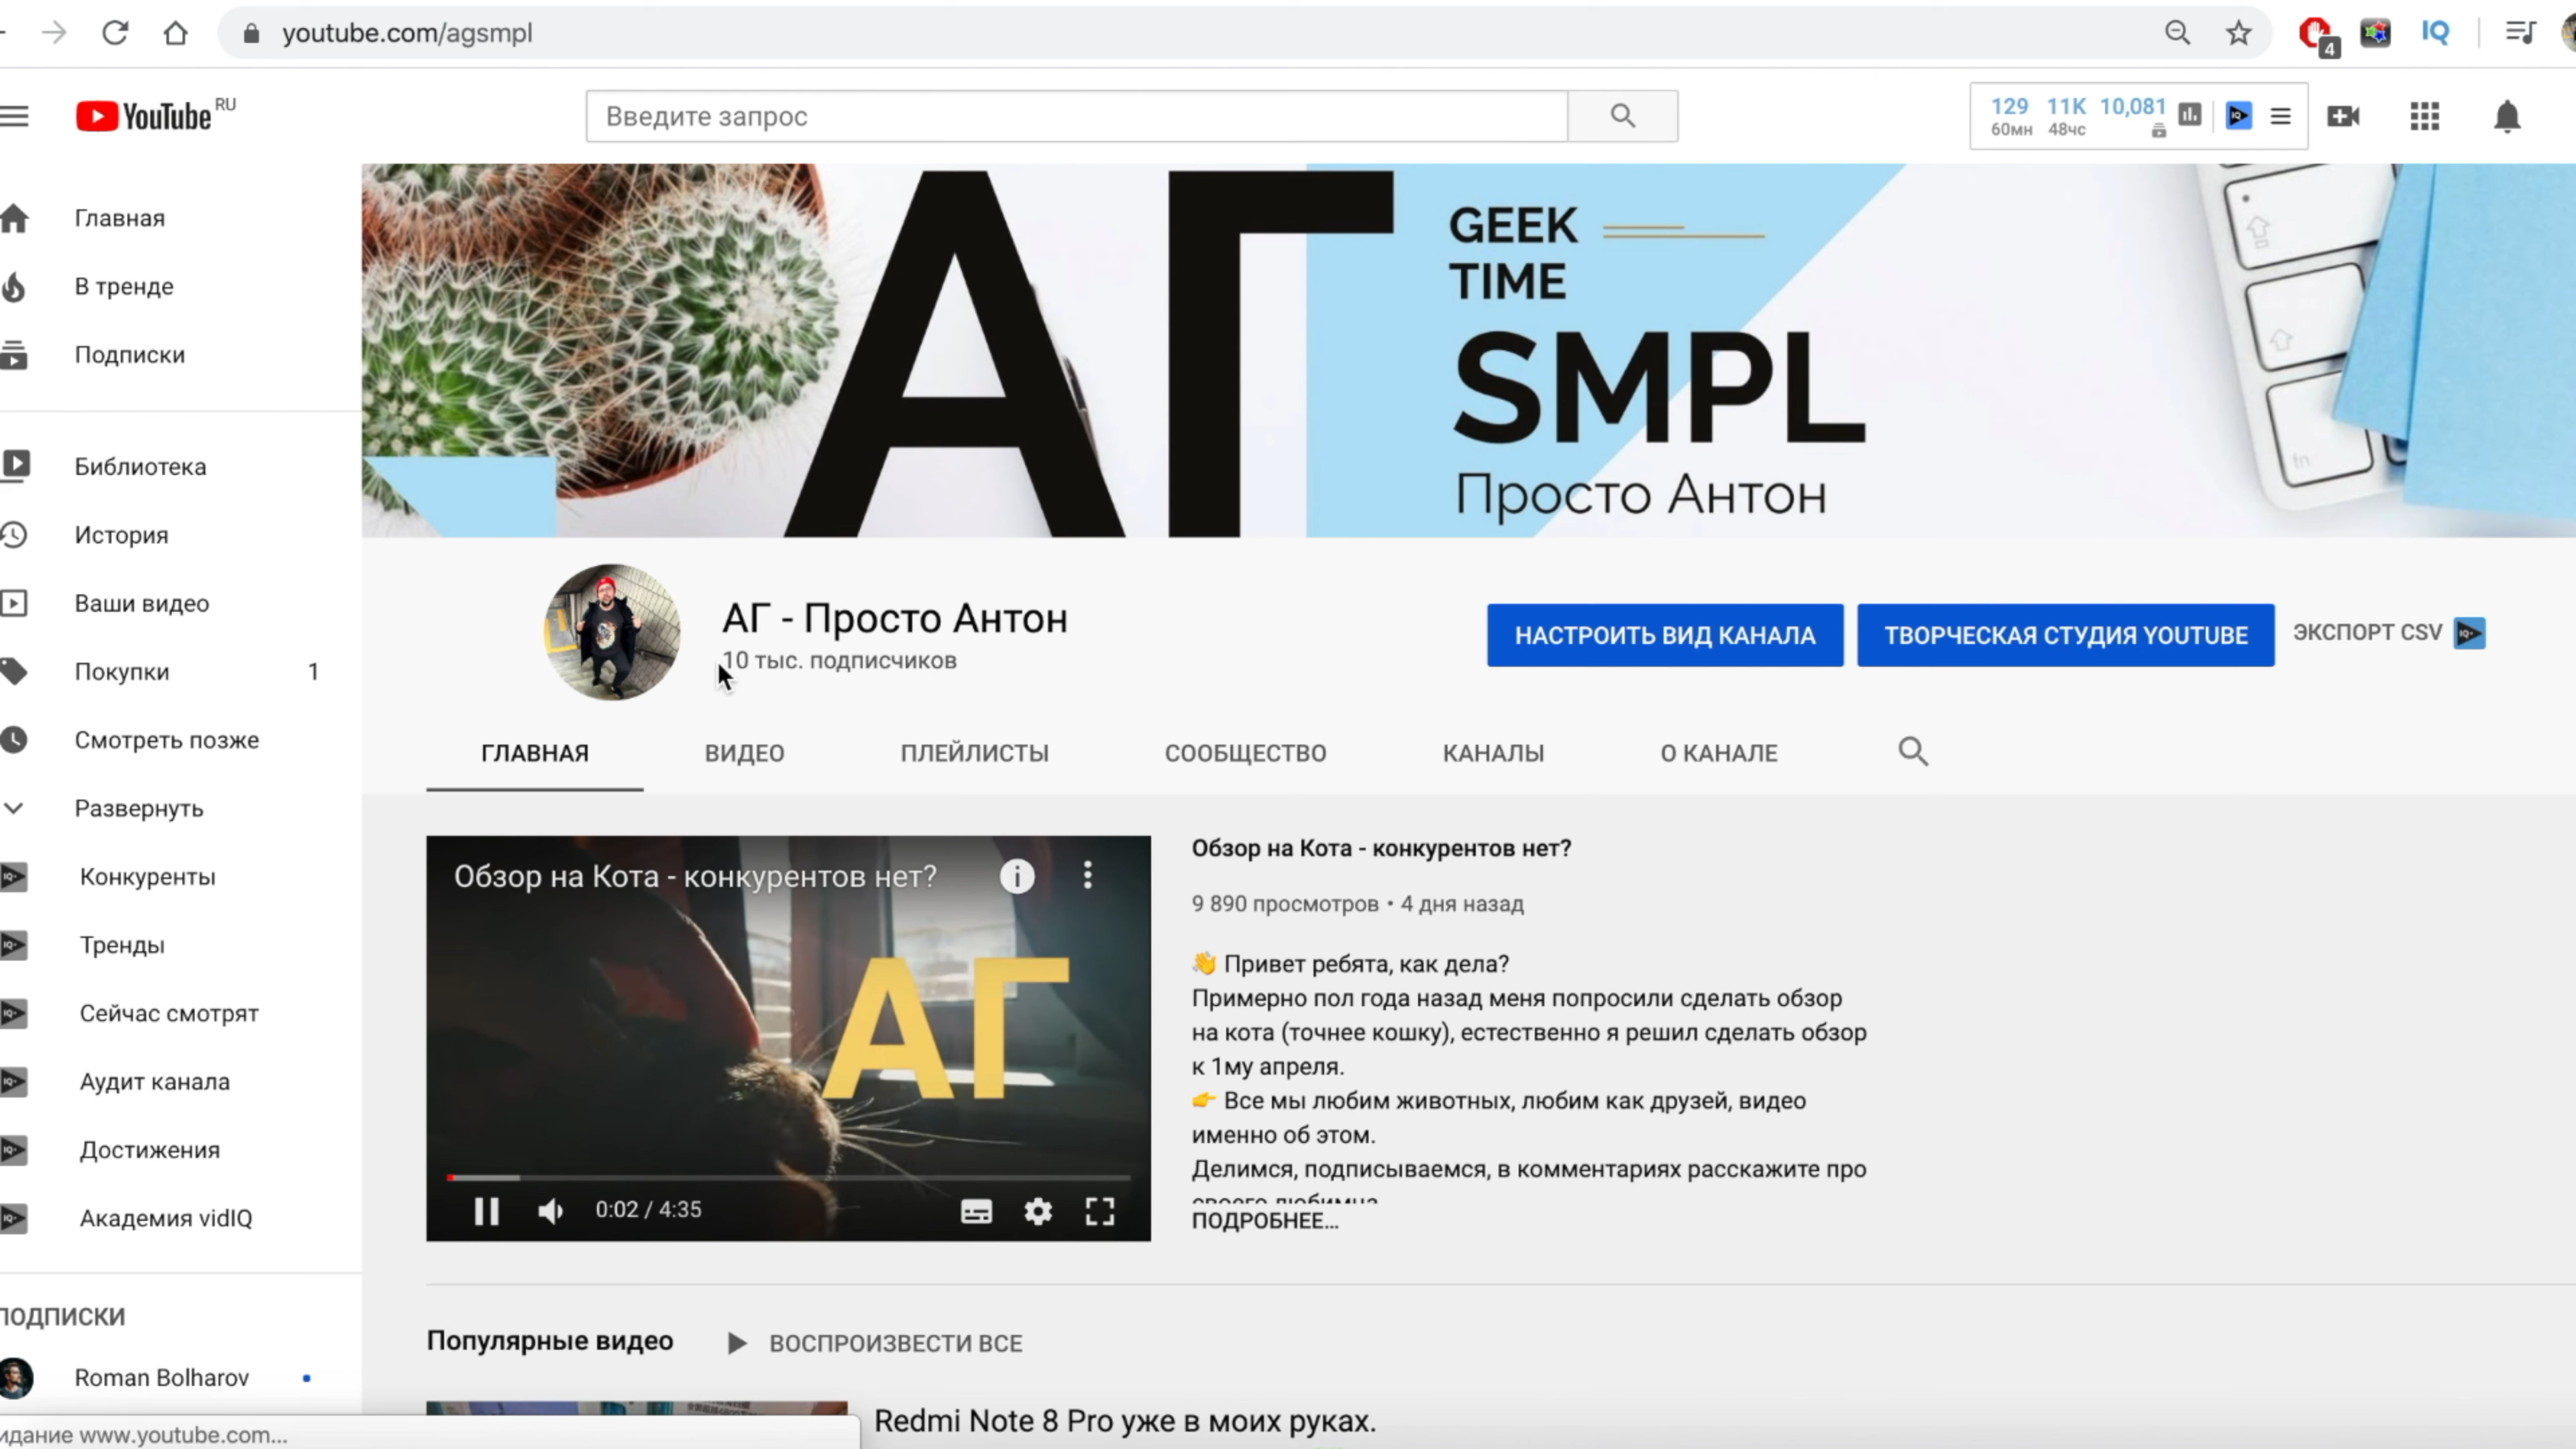 youtube.com/agsmpl
4
IQ
YouTube RU
Введите запрос
129 11K 10,081
60мн 48чс
Главная
В тренде
Подписки
Библиотека
История
Ваши видео
Покупки 1
Смотреть позже
Развернуть
Конкуренты
Тренды
Сейчас смотрят
Аудит канала
Достижения
Академия vidIQ
ПОДПИСКИ
Roman Bolharov
АГ
GEEK
TIME
SMPL
Просто Антон
fn
АГ - Просто Антон
10 тыс. подписчиков
НАСТРОИТЬ ВИД КАНАЛА
ТВОРЧЕСКАЯ СТУДИЯ YOUTUBE
ЭКСПОРТ CSV
ГЛАВНАЯ ВИДЕО ПЛЕЙЛИСТЫ СООБЩЕСТВО КАНАЛЫ О КАНАЛЕ
Обзор на Кота - конкурентов нет?
АГ
0:02 / 4:35
Обзор на Кота - конкурентов нет?
9 890 просмотров • 4 дня назад
👋 Привет ребята, как дела?
Примерно пол года назад меня попросили сделать обзор
на кота (точнее кошку), естественно я решил сделать обзор
к 1му апреля.
👉 Все мы любим животных, любим как друзей, видео
именно об этом.
Делимся, подписываемся, в комментариях расскажите про
ПОДРОБНЕЕ...
Популярные видео ВОСПРОИЗВЕСТИ ВСЕ
Redmi Note 8 Pro уже в моих руках.
www.youtube.com...